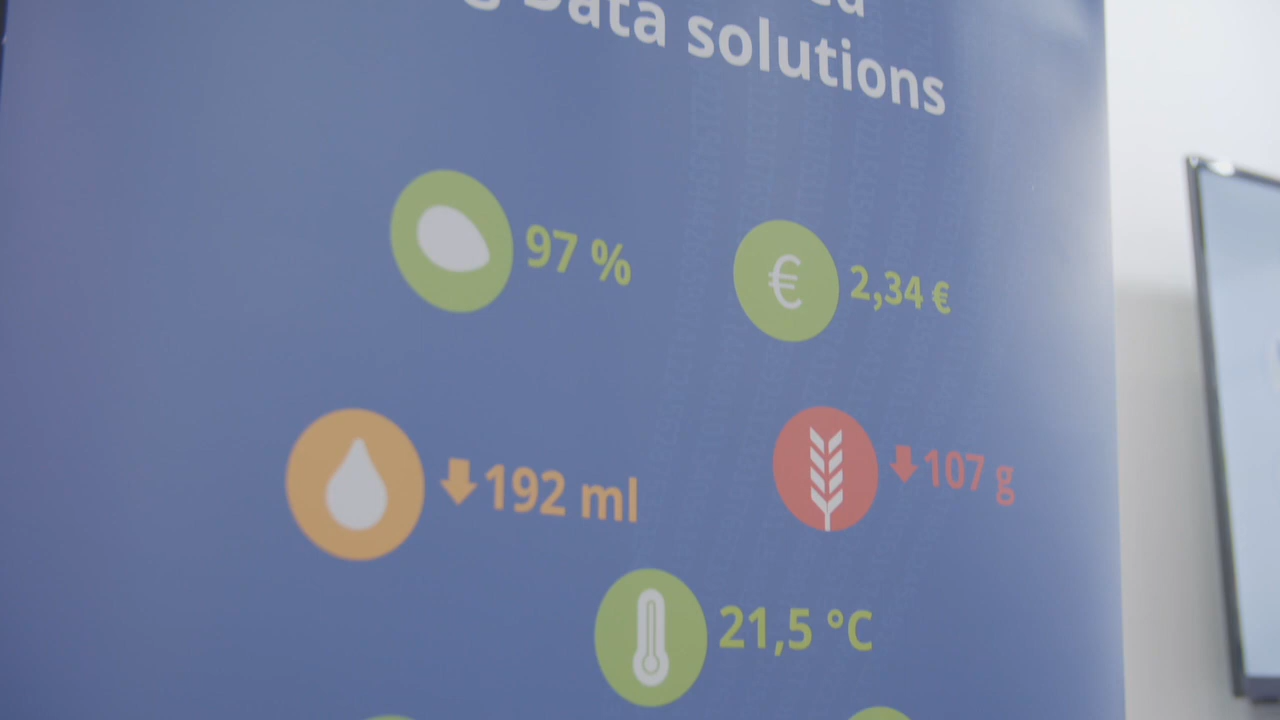 Data solutions
97 %
€ 2,34 €
192 ml
107 g
21,5 °C